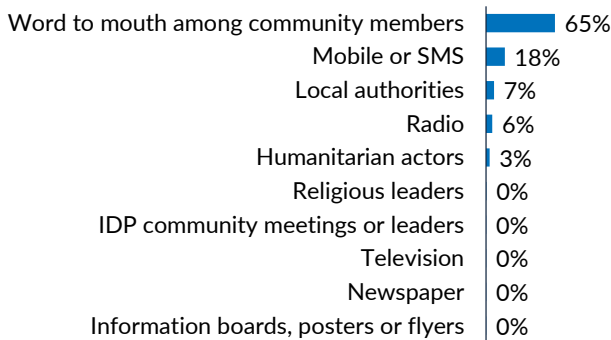 Word to mouth among community members 65%
Mobile or SMS 18%
Local authorities 7%
Radio 6%
Humanitarian actors 3%
Religious leaders 0%
IDP community meetings or leaders 0%
Television 0%
Newspaper 0%
Information boards, posters or flyers 0%